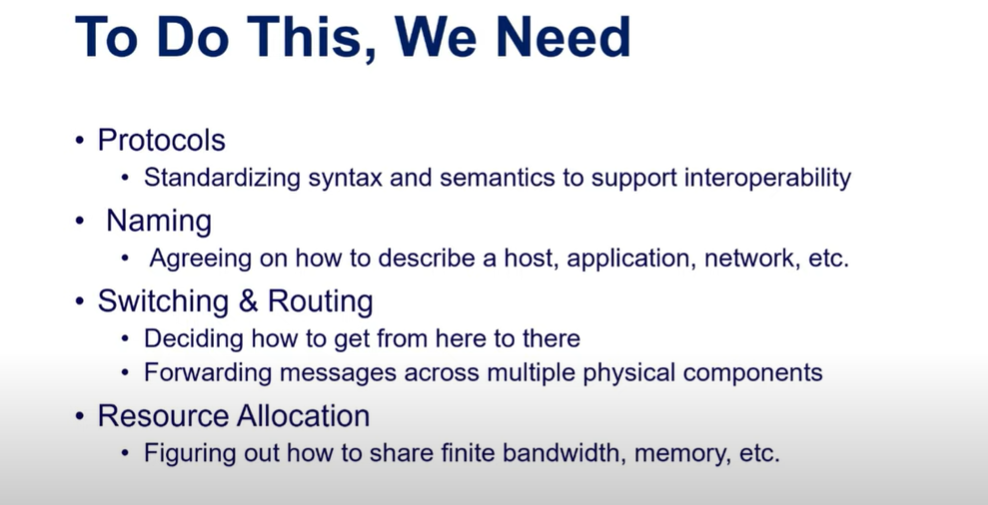 To Do This, We Need
• Protocols
• Standardizing syntax and semantics to support interoperability
• Naming
• Agreeing on how to describe a host, application, network, etc.
• Switching & Routing
• Deciding how to get from here to there
• Forwarding messages across multiple physical components
• Resource Allocation
• Figuring out how to share finite bandwidth, memory, etc.